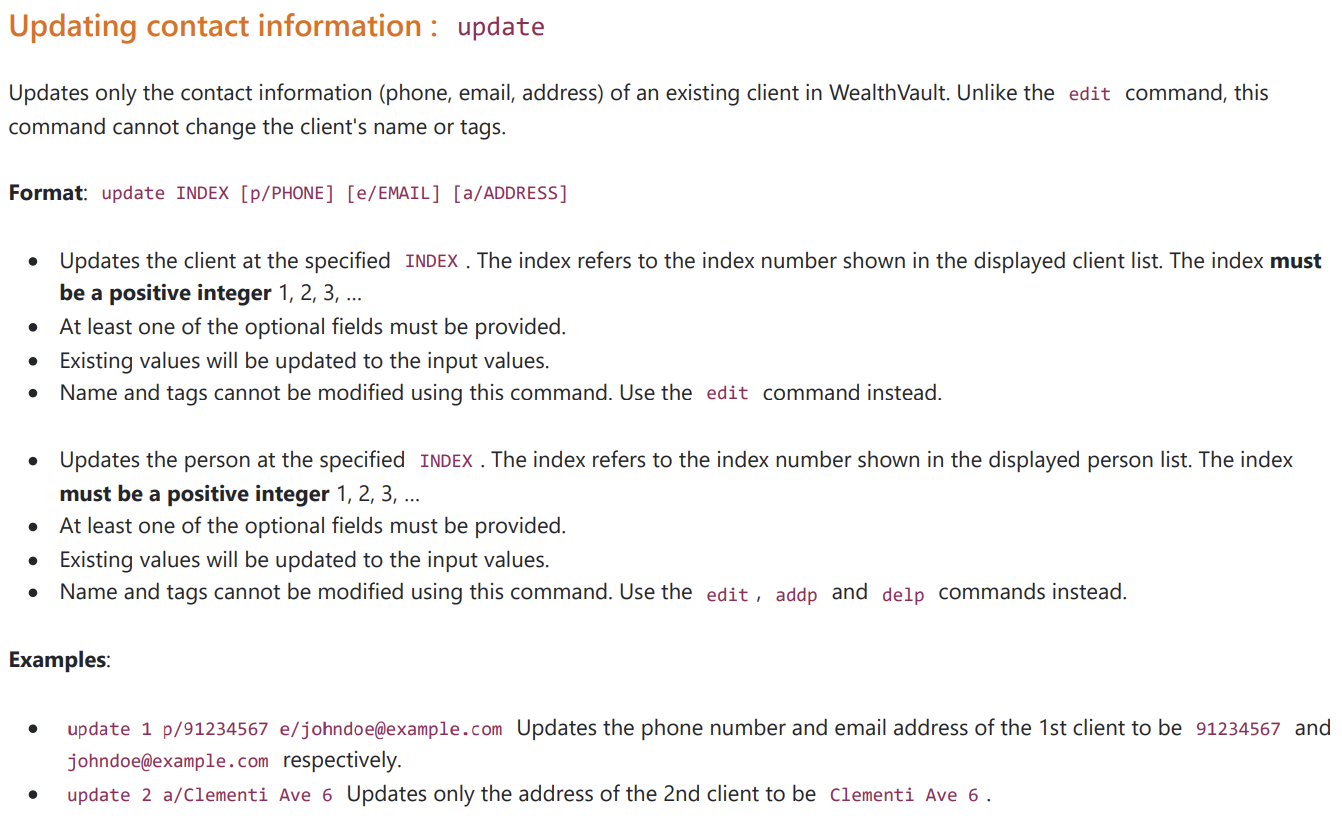 Updating contact information : update
Updates only the contact information (phone, email, address) of an existing client in WealthVault. Unlike the edit command, this
command cannot change the client's name or tags.
Format: update INDEX [p/PHONE] [e/EMAIL] [a/ADDRESS]
• Updates the client at the specified INDEX . The index refers to the index number shown in the displayed client list. The index must
be a positive integer 1, 2, 3, …
• At least one of the optional fields must be provided.
• Existing values will be updated to the input values.
• Name and tags cannot be modified using this command. Use the edit command instead.
• Updates the person at the specified INDEX . The index refers to the index number shown in the displayed person list. The index
must be a positive integer 1, 2, 3, …
• At least one of the optional fields must be provided.
• Existing values will be updated to the input values.
• Name and tags cannot be modified using this command. Use the edit , addp and delp commands instead.
Examples:
• update 1 p/91234567 e/johndoe@example.com Updates the phone number and email address of the 1st client to be 91234567 and
johndoe@example.com respectively.
• update 2 a/Clementi Ave 6 Updates only the address of the 2nd client to be Clementi Ave 6 .